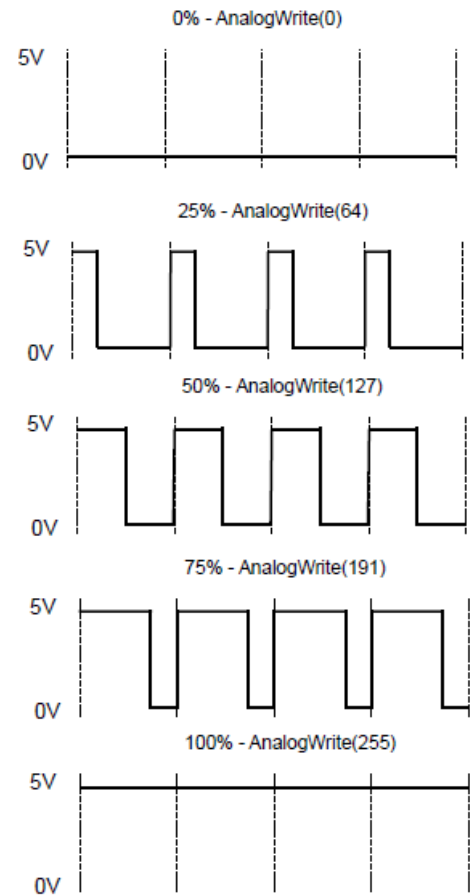 0% - AnalogWrite(0)
5V
0V
25% - AnalogWrite(64)
5V
0V
50% - AnalogWrite(127)
5V
0V
75% - AnalogWrite(191)
5V
0V
100% - AnalogWrite(255)
5V
0V